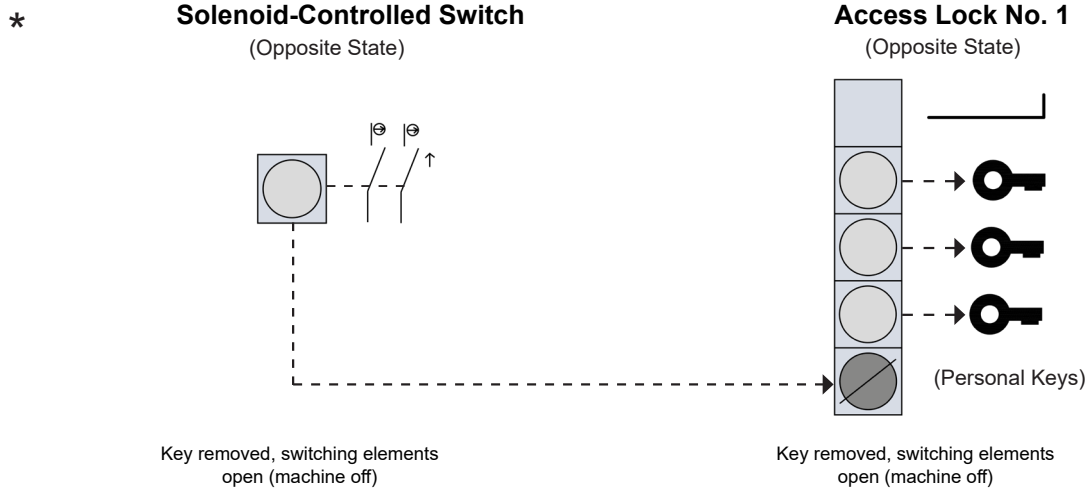 *
Solenoid-Controlled Switch
(Opposite State)
Access Lock No. 1
(Opposite State)
(Personal Keys)
Key removed, switching elements
open (machine off)
Key removed, switching elements
open (machine off)